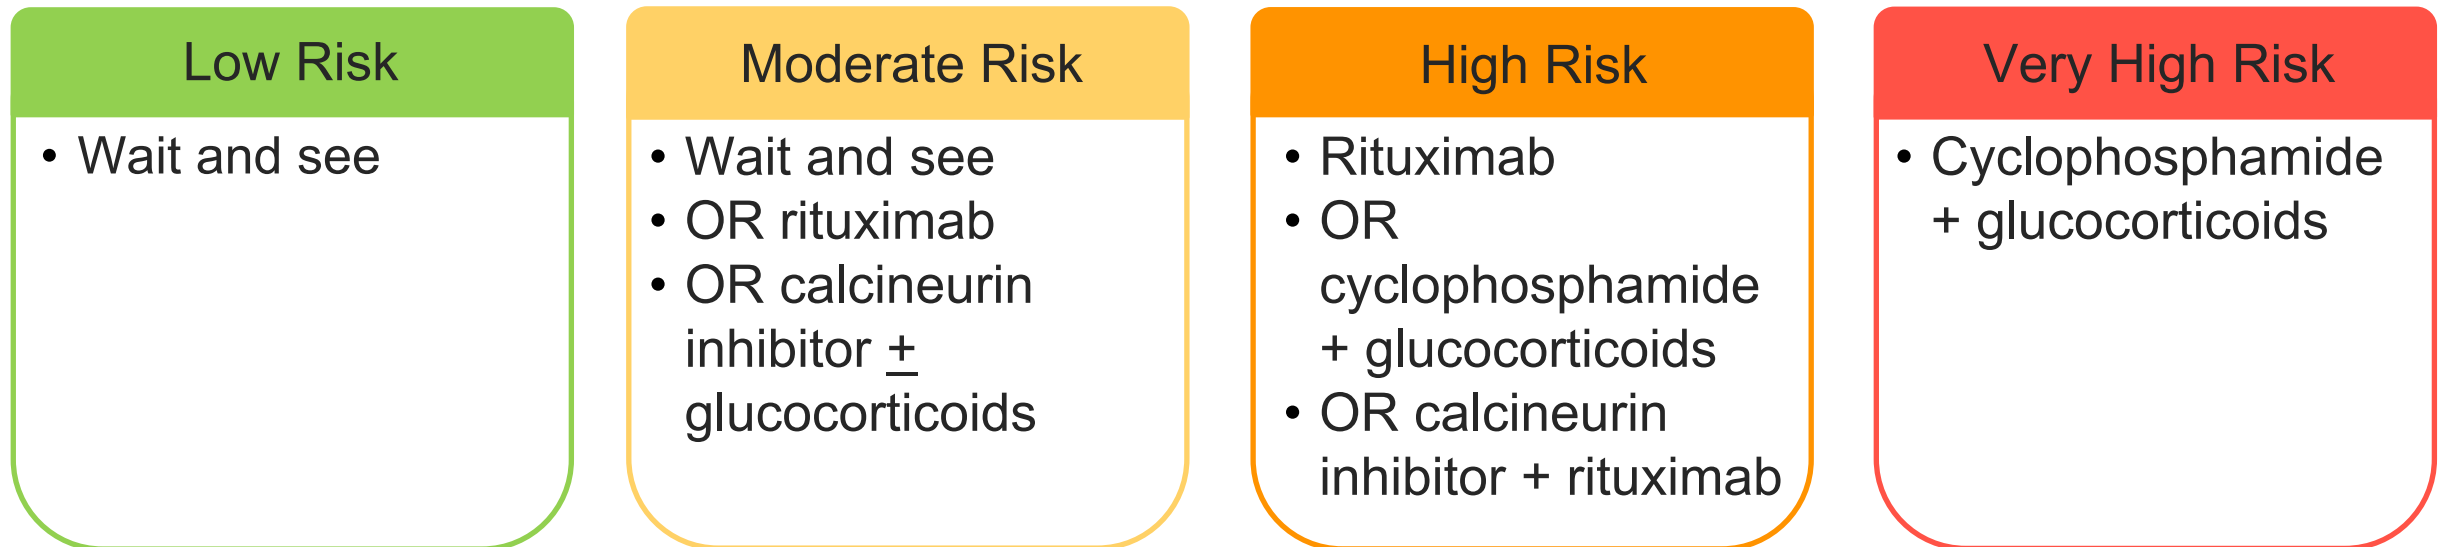 Low Risk
• Wait and see
Moderate Risk
• Wait and see
• OR rituximab
• OR calcineurin
inhibitor ±
glucocorticoids
High Risk
• Rituximab
• OR
cyclophosphamide
+ glucocorticoids
• OR calcineurin
inhibitor + rituximab
Very High Risk
• Cyclophosphamide
+ glucocorticoids